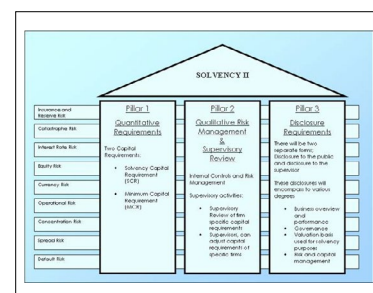 SOLVENCY II
Insurance and
Reserve Risk
Catastrophe Risk
Interest Rate Risk
Equity Risk
Currency Risk
Operational Risk
Concentration Risk
Spread Risk
Default Risk
Pillar 1
Quantitative
Requirements
Two Capital
Requirements:
• Solvency Capital
Requirement
(SCR)
• Minimum Capital
Requirement
(MCR)
Pillar 2
Qualitative Risk
Management
&
Supervisory
Review
Internal Controls and Risk
Management
Supervisory activities:
• Supervisory
Review of firm
specific capital
requirements
• Supervisors, can
adjust capital
requirements of
specific firms
Pillar 3
Disclosure
Requirements
There will be two
separate forms;
Disclosure to the public
and disclosure to the
supervisor
These disclosures will
encompass to various
degrees
• Business overview
and
performance
• Governance
• Valuation basis
used for solvency
purposes
• Risk and capital
management